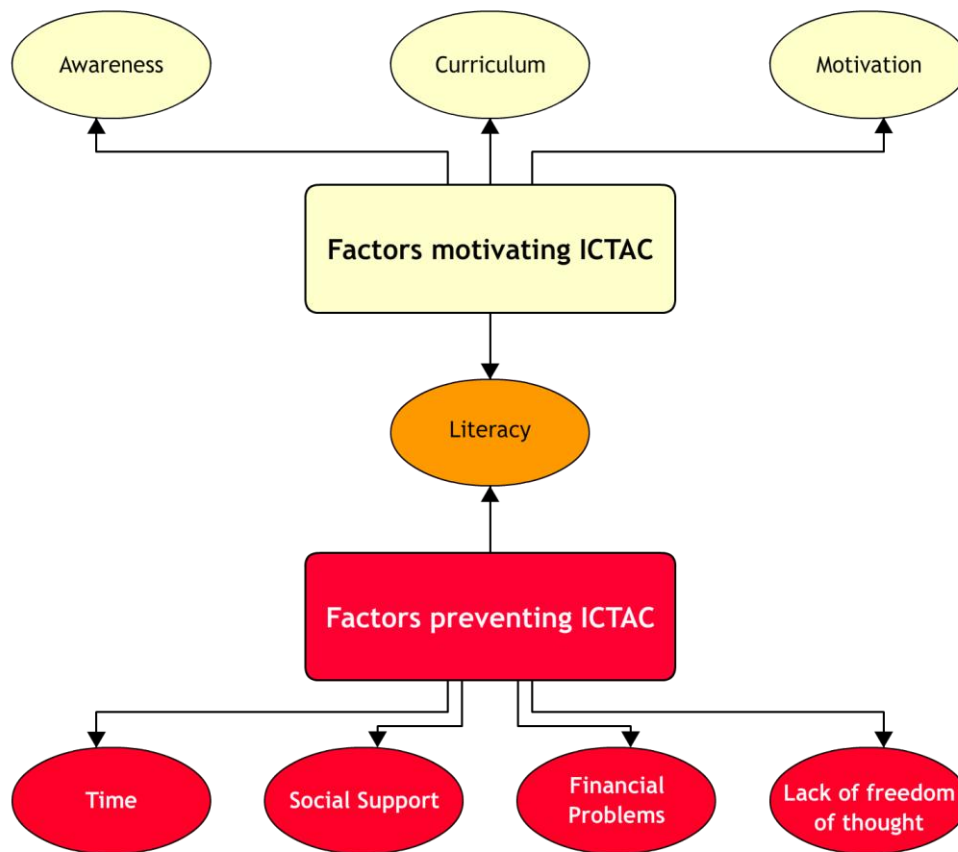 Awareness
Curriculum
Motivation
Factors motivating ICTAC
Literacy
Factors preventing ICTAC
Time
Social Support
Financial
Problems
Lack of freedom
of thought